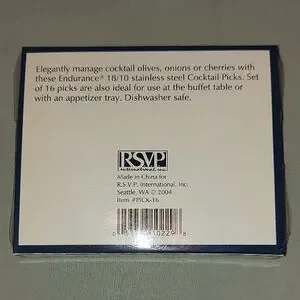 Elegantly manage cocktail olives, onions or cherries with
these Endurance® 18/10 stainless steel Cocktail Picks. Set
of 16 picks are also ideal for use at the buffet table or
with an appetizer tray. Dishwasher safe.
RSVP
international, inc
Made in China for
R.S.V.P. International, Inc.
Seattle, WA © 2004
Item #PICX-16